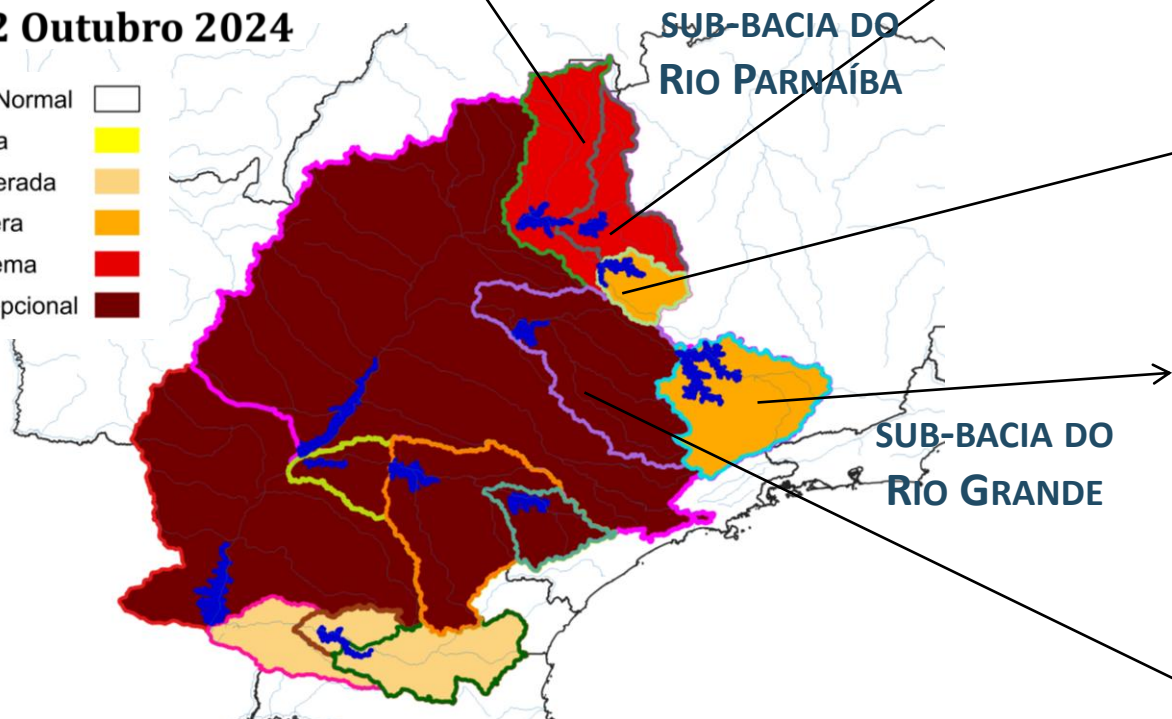 2 Outubro 2024
Normal
a
erada
era
ema
pcional
SUB-BACIA DO
RIO PARNAÍBA
SUB-BACIA DO
RIO GRANDE